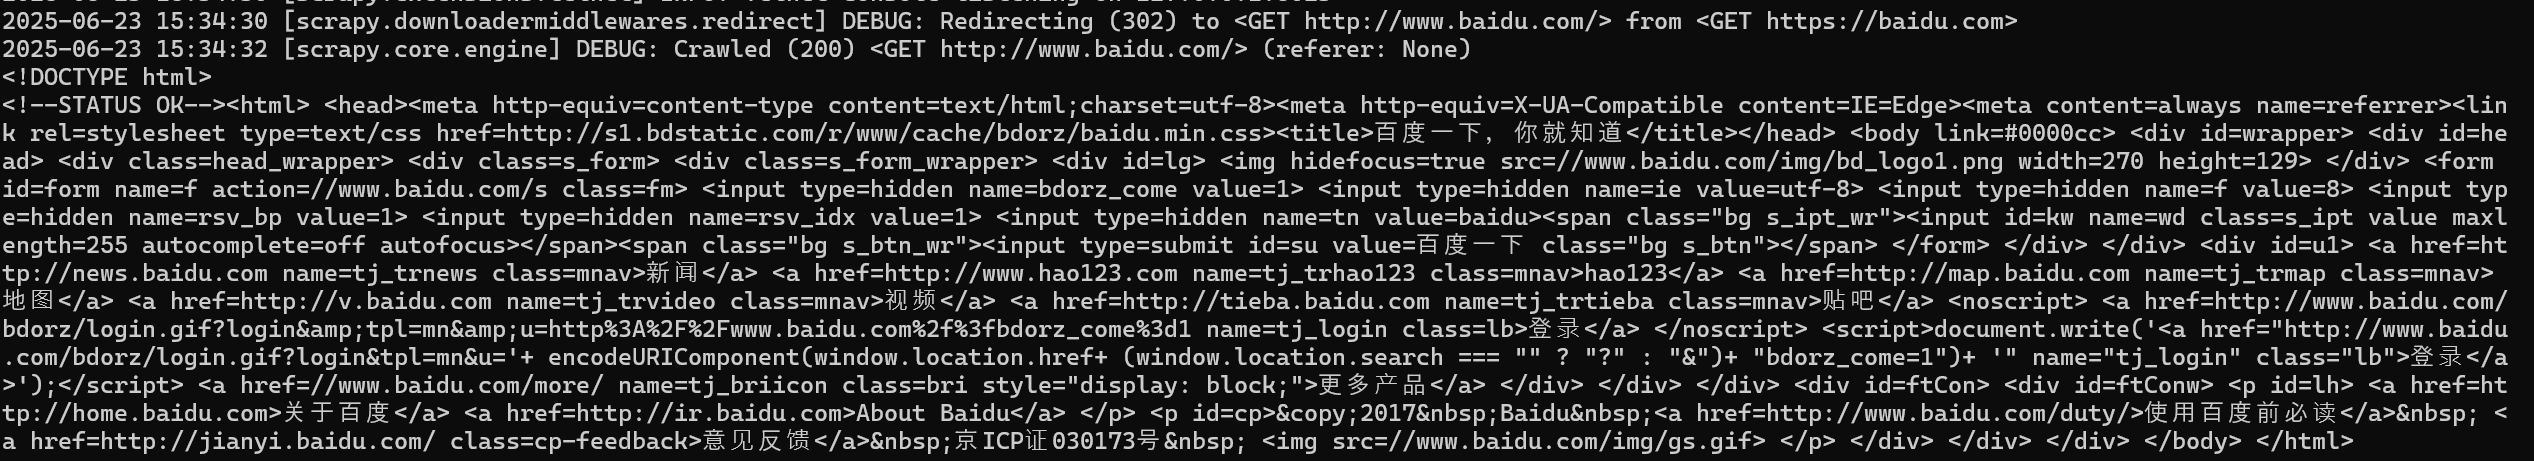 2025-06-23 15:34:30 [scrapy.downloadermiddlewares.redirect] DEBUG: Redirecting (302) to <GET http://www.baidu.com/> from <GET https://baidu.com>
2025-06-23 15:34:32 [scrapy.core.engine] DEBUG: Crawled (200) <GET http://www.baidu.com/> (referer: None)
<!DOCTYPE html>
<!--STATUS OK--><html> <head><meta http-equiv=content-type content=text/html;charset=utf-8><meta http-equiv=X-UA-Compatible content=IE=Edge><meta content=always name=referrer><lin
k rel=stylesheet type=text/css href=http://s1.bdstatic.com/r/www/cache/bdorz/baidu.min.css><title>百度一下，你就知道</title></head> <body link=#0000cc> <div id=wrapper> <div id=he
ad> <div class=head_wrapper> <div class=s_form> <div class=s_form_wrapper> <div id=lg> <img hidefocus=true src=//www.baidu.com/img/bd_logo1.png width=270 height=129> </div> <form
id=form name=f action=//www.baidu.com/s class=fm> <input type=hidden name=bdorz_come value=1> <input type=hidden name=ie value=utf-8> <input type=hidden name=f value=8> <input typ
e=hidden name=rsv_bp value=1> <input type=hidden name=rsv_idx value=1> <input type=hidden name=tn value=baidu><span class="bg s_ipt_wr"><input id=kw name=wd class=s_ipt value maxl
ength=255 autocomplete=off autofocus></span><span class="bg s_btn_wr"><input type=submit id=su value=百度一下 class="bg s_btn"></span> </form> </div> </div> <div id=u1> <a href=ht
tp://news.baidu.com name=tj_trnews class=mnav>新闻</a> <a href=http://www.hao123.com name=tj_trhao123 class=mnav>hao123</a> <a href=http://map.baidu.com name=tj_trmap class=mnav>
地图</a> <a href=http://v.baidu.com name=tj_trvideo class=mnav>视频</a> <a href=http://tieba.baidu.com name=tj_trtieba class=mnav>贴吧</a> <noscript> <a href=http://www.baidu.com/
bdorz/login.gif?login&amp;tpl=mn&amp;u=http%3A%2F%2Fwww.baidu.com%2f%3fbdorz_come%3d1 name=tj_login class=lb>登录</a> </noscript> <script>document.write('<a href="http://www.baidu
.com/bdorz/login.gif?login&tpl=mn&u='+ encodeURIComponent(window.location.href+ (window.location.search === "" ? "?" : "&")+ "bdorz_come=1")+ '" name="tj_login" class="lb">登录</a
>');</script> <a href=//www.baidu.com/more/ name=tj_briicon class=bri style="display: block;">更多产品</a> </div> </div> </div> <div id=ftCon> <div id=ftConw> <p id=lh> <a href=ht
tp://home.baidu.com>关于百度</a> <a href=http://ir.baidu.com>About Baidu</a> </p> <p id=cp>&copy;2017&nbsp;Baidu&nbsp;<a href=http://www.baidu.com/duty/>使用百度前必读</a>&nbsp; <
a href=http://jianyi.baidu.com/ class=cp-feedback>意见反馈</a>&nbsp;京ICP证030173号&nbsp; <img src=//www.baidu.com/img/gs.gif> </p> </div> </div> </div> </body> </html>